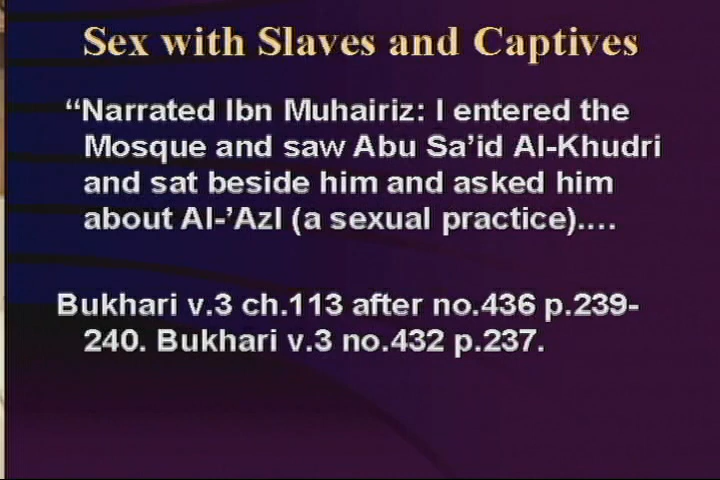 Sex with Slaves and Captives
“Narrated Ibn Muhairiz: I entered the
Mosque and saw Abu Sa’id Al-Khudri
and sat beside him and asked him
about Al-’Azl (a sexual practice)....
Bukhari v.3 ch.113 after no.436 p.239-
240. Bukhari v.3 no.432 p.237.